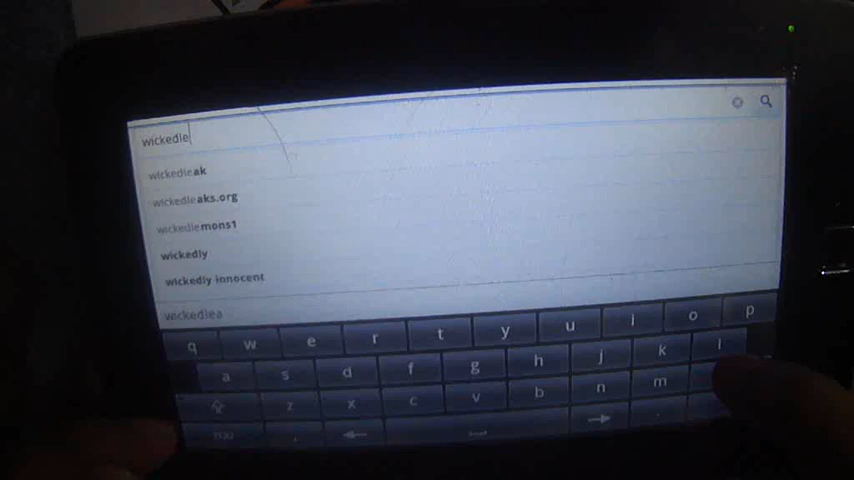 wickedle
wickedleak
wickedleaks.org
wickedlemons1
wickedly
wickedly innocent
wickedlea
q w e r t y u i o p
a s d f g h j k l
z x c v b n m